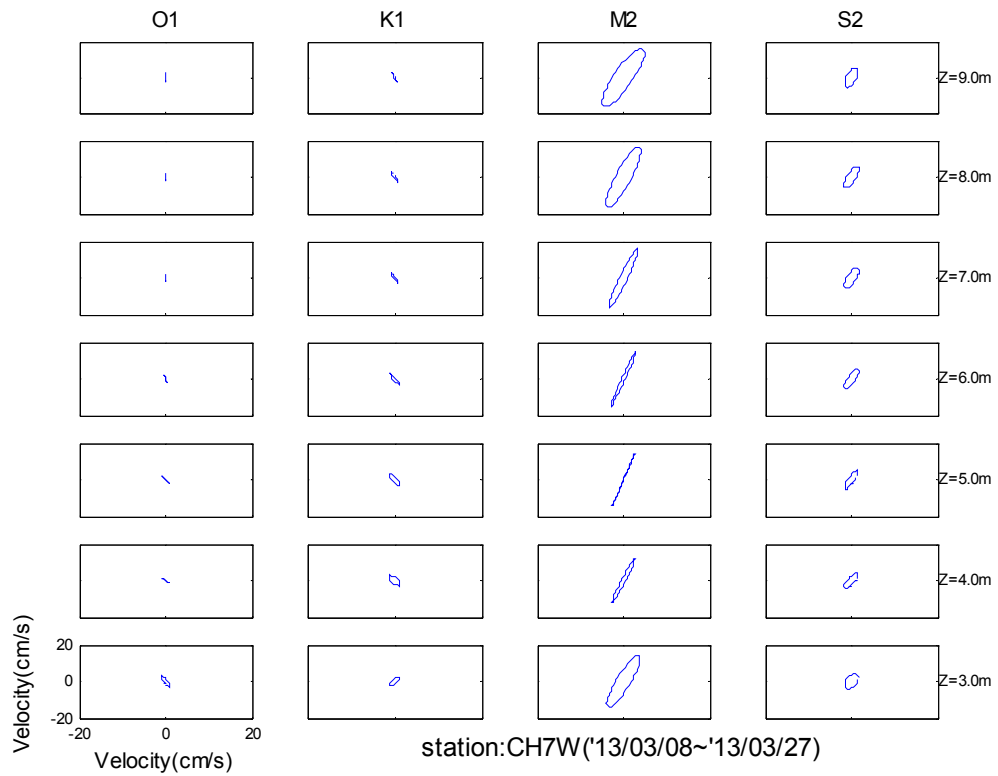 O1 K1 M2 S2
Z=9.0m
Z=8.0m
Z=7.0m
Z=6.0m
Z=5.0m
Z=4.0m
Z=3.0m
Velocity(cm/s)
20
0
-20
-20 0 20
Velocity(cm/s)
station:CH7W('13/03/08~'13/03/27)